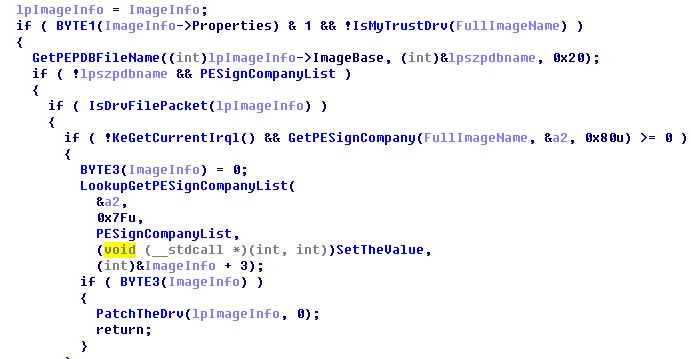 lpImageInfo = ImageInfo;
if ( BYTE1(ImageInfo->Properties) & 1 && !IsMyTrustDrv(FullImageName) )
{
GetPEPDBFileName((int)lpImageInfo->ImageBase, (int)&lpszpdbname, 0x20);
if ( !lpszpdbname && PESignCompanyList )
{
if ( IsDrvFilePacket(lpImageInfo) )
{
if ( !KeGetCurrentIrql() && GetPESignCompany(FullImageName, &a2, 0x80u) >= 0 )
{
BYTE3(ImageInfo) = 0;
LookupGetPESignCompanyList(
&a2,
0x7Fu,
PESignCompanyList,
(void (__stdcall *)(int, int))SetTheValue,
(int)&ImageInfo + 3);
if ( BYTE3(ImageInfo) )
{
PatchTheDrv(lpImageInfo, 0);
return;
}